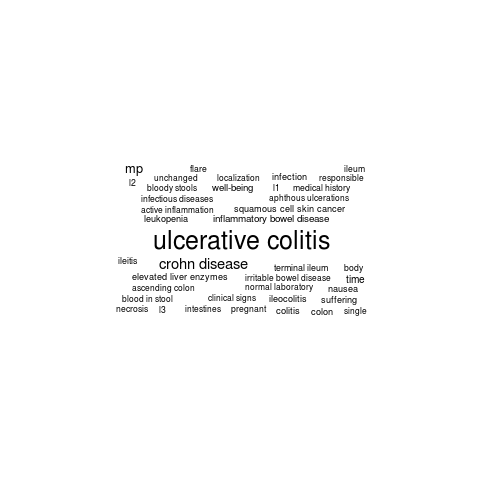 mp flare ileum
l2 unchanged localization infection responsible
bloody stools well-being l1 medical history
infectious diseases aphthous ulcerations
active inflammation squamous cell skin cancer
leukopenia inflammatory bowel disease
ulcerative colitis
ileitis crohn disease terminal ileum body
elevated liver enzymes irritable bowel disease time
ascending colon normal laboratory nausea
blood in stool clinical signs ileocolitis suffering
necrosis l3 intestines pregnant colitis colon single